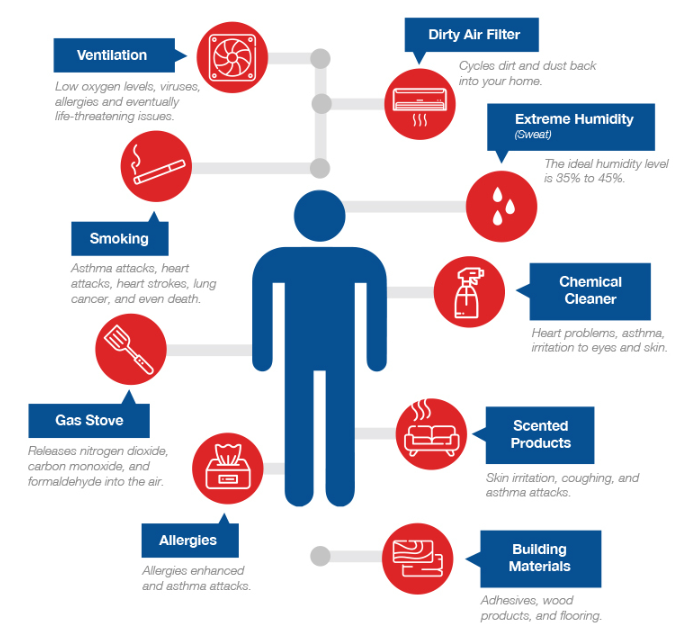 Ventilation
Low oxygen levels, viruses,
allergies and eventually
life-threatening issues.
Dirty Air Filter
Cycles dirt and dust back
into your home.
Extreme Humidity
(Sweat)
The ideal humidity level
is 35% to 45%.
Smoking
Asthma attacks, heart
attacks, heart strokes, lung
cancer, and even death.
Chemical
Cleaner
Heart problems, asthma,
irritation to eyes and skin.
Gas Stove
Releases nitrogen dioxide,
carbon monoxide, and
formaldehyde into the air.
Scented
Products
Skin irritation, coughing, and
asthma attacks.
Allergies
Allergies enhanced
and asthma attacks.
Building
Materials
Adhesives, wood
products, and flooring.